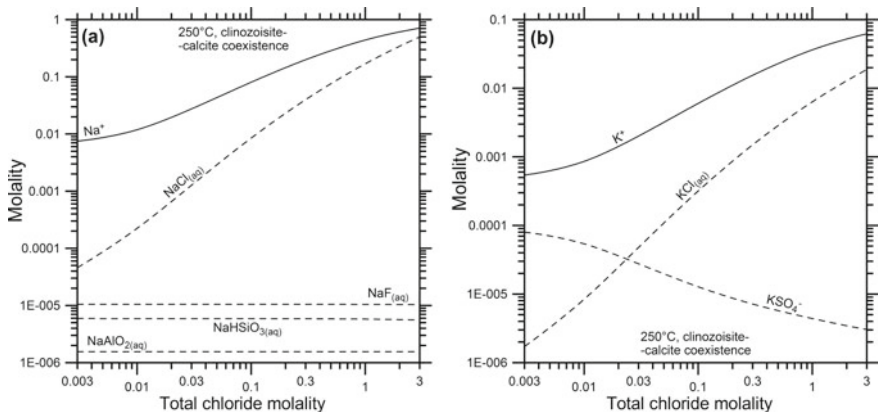 (a)
250°C, clinozoisite-
-calcite coexistence
Na⁺
NaCl(aq)
NaF(aq)
NaHSiO3(aq)
NaAlO2(aq)
Molality
1
0.1
0.01
0.001
0.0001
1E-005
1E-006
0.003
0.01
0.03
0.1
0.3
1
3
Total chloride molality
(b)
K⁺
KCl(aq)
KSO4⁻
250°C, clinozoisite-
-calcite coexistence
Molality
0.1
0.01
0.001
0.0001
1E-005
1E-006
0.003
0.01
0.03
0.1
0.3
1
3
Total chloride molality